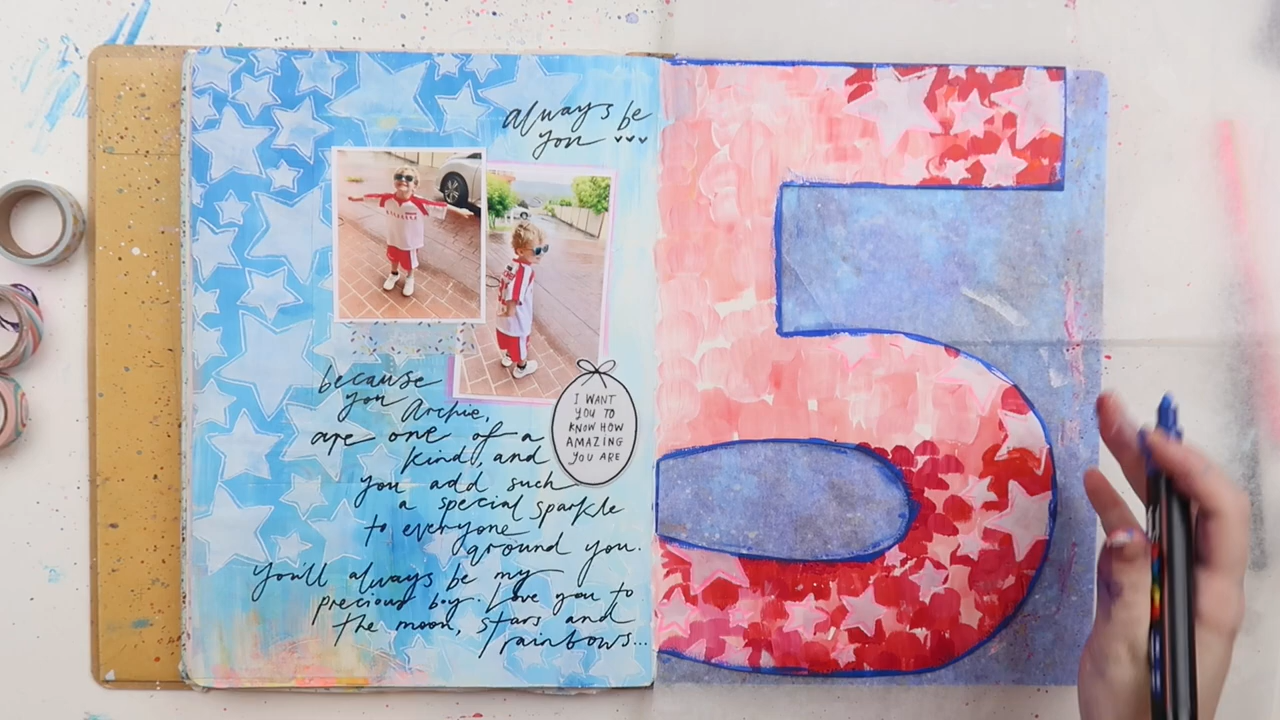 always be
you
because
you Archie,
are one of a
kind, and
you add such
a special sparkle
to everyone
around you.
You'll always be my
precious boy. Love you to
the moon, stars and
rainbows...
I WANT
YOU TO
KNOW HOW
AMAZING
YOU ARE
5